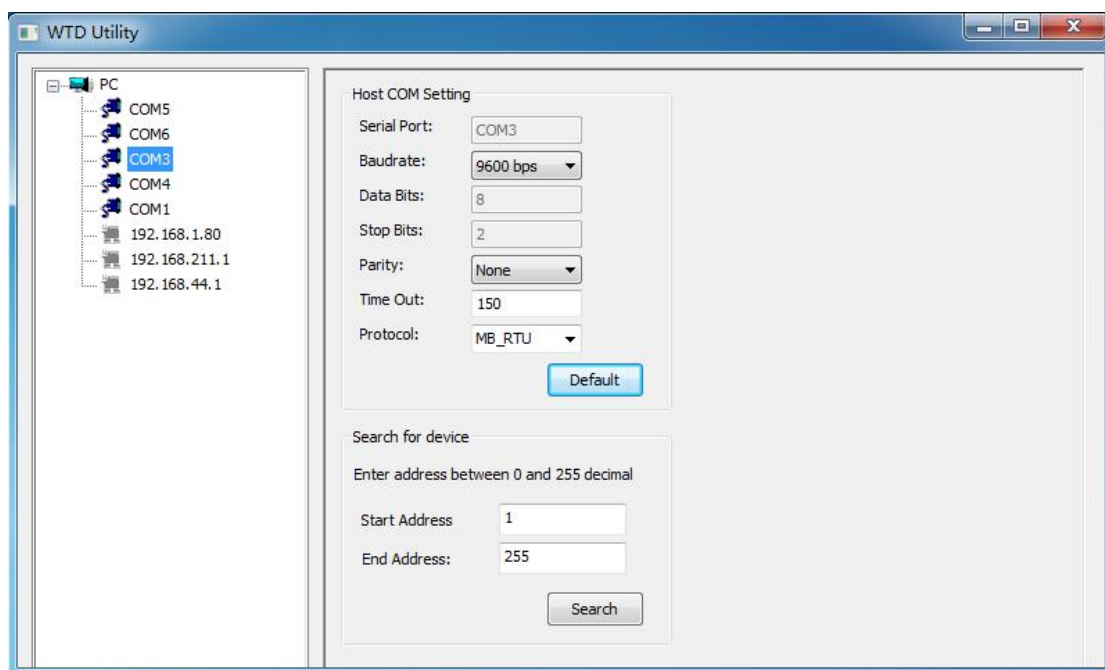 WTD Utility
PC
COM5
COM6
COM3
COM4
COM1
192.168.1.80
192.168.211.1
192.168.44.1
Host COM Setting
Serial Port: COM3
Baudrate: 9600 bps
Data Bits: 8
Stop Bits: 2
Parity: None
Time Out: 150
Protocol: MB_RTU
Default
Search for device
Enter address between 0 and 255 decimal
Start Address 1
End Address: 255
Search